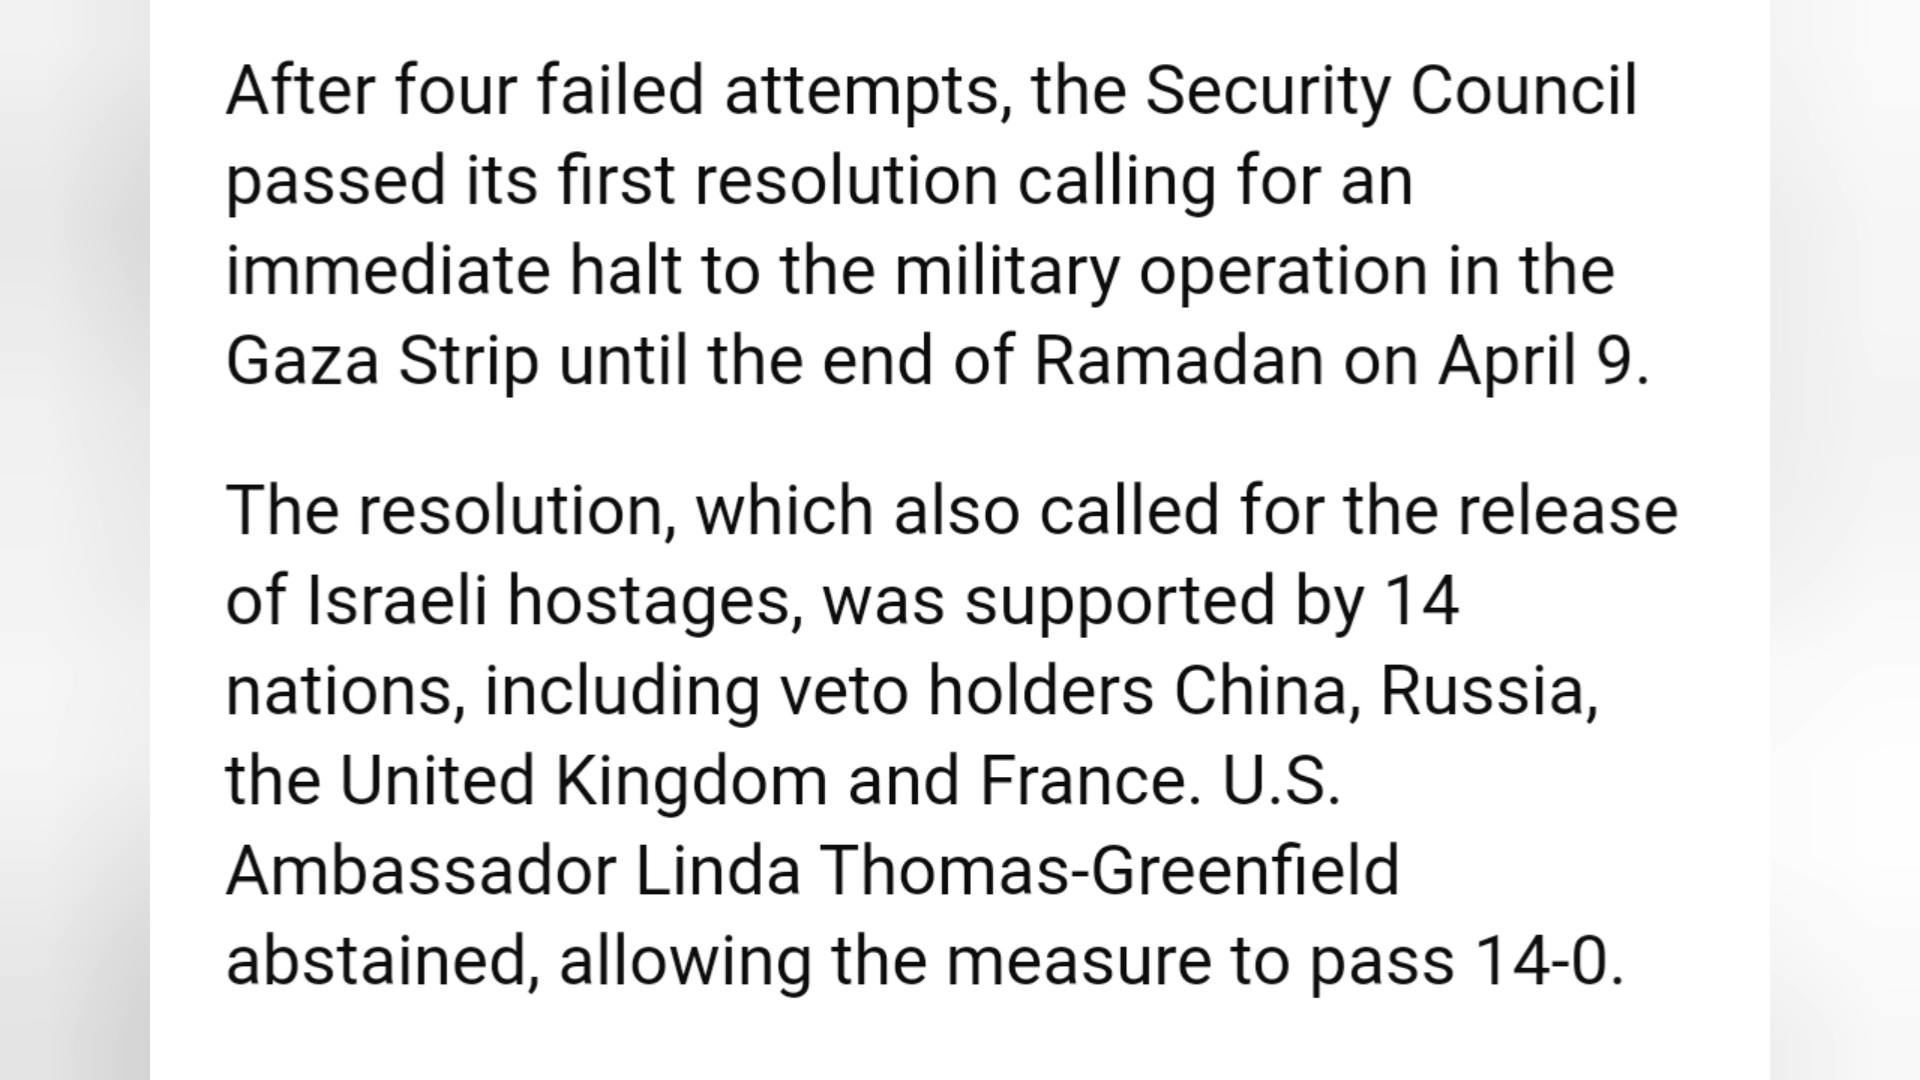 After four failed attempts, the Security Council
passed its first resolution calling for an
immediate halt to the military operation in the
Gaza Strip until the end of Ramadan on April 9.
The resolution, which also called for the release
of Israeli hostages, was supported by 14
nations, including veto holders China, Russia,
the United Kingdom and France. U.S.
Ambassador Linda Thomas-Greenfield
abstained, allowing the measure to pass 14-0.